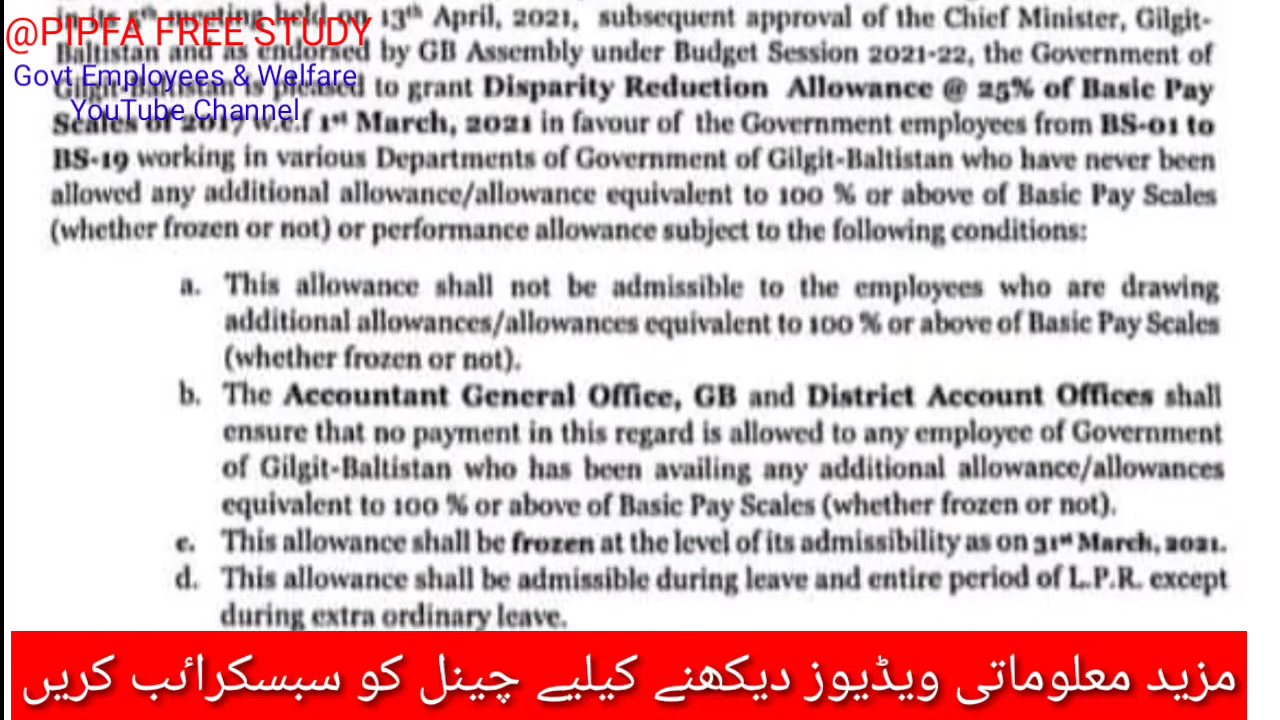 in its 5th meeting held on 13th April, 2021, subsequent approval of the Chief Minister, Gilgit-
@PIPFA FREE STUDY
Baltistan and as endorsed by GB Assembly under Budget Session 2021-22, the Government of
Govt Employees & Welfare
Gilgit-Baltistan is pleased to grant Disparity Reduction Allowance @ 25% of Basic Pay
YouTube Channel
Scales of 2017 w.e.f 1st March, 2021 in favour of the Government employees from BS-01 to
BS-19 working in various Departments of Government of Gilgit-Baltistan who have never been
allowed any additional allowance/allowance equivalent to 100 % or above of Basic Pay Scales
(whether frozen or not) or performance allowance subject to the following conditions:
a. This allowance shall not be admissible to the employees who are drawing
additional allowances/allowances equivalent to 100 % or above of Basic Pay Scales
(whether frozen or not).
b. The Accountant General Office, GB and District Account Offices shall
ensure that no payment in this regard is allowed to any employee of Government
of Gilgit-Baltistan who has been availing any additional allowance/allowances
equivalent to 100 % or above of Basic Pay Scales (whether frozen or not).
c. This allowance shall be frozen at the level of its admissibility as on 31st March, 2021.
d. This allowance shall be admissible during leave and entire period of L.P.R. except
during extra ordinary leave.
مزید معلوماتی ویڈیوز دیکھنے کیلیے چینل کو سبسکرائب کریں